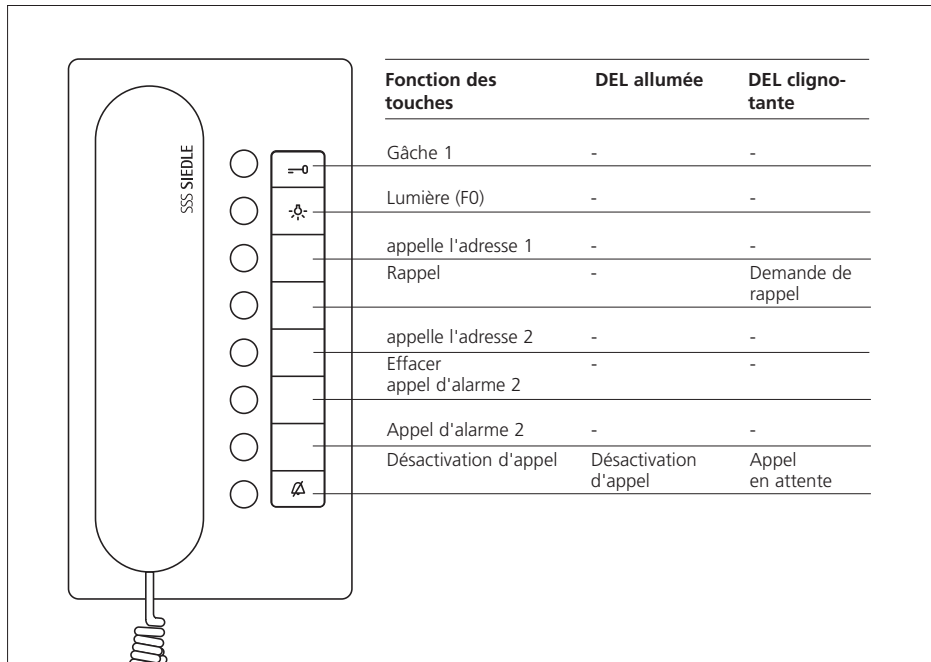 SSS SIEDLE
Fonction des touches DEL allumée DEL cligno-
tante
Gâche 1 - -
Lumière (F0) - -
appelle l'adresse 1 - -
Rappel - Demande de
rappel
appelle l'adresse 2 - -
Effacer - -
appel d'alarme 2
Appel d'alarme 2 - -
Désactivation d'appel Désactivation Appel
d'appel en attente